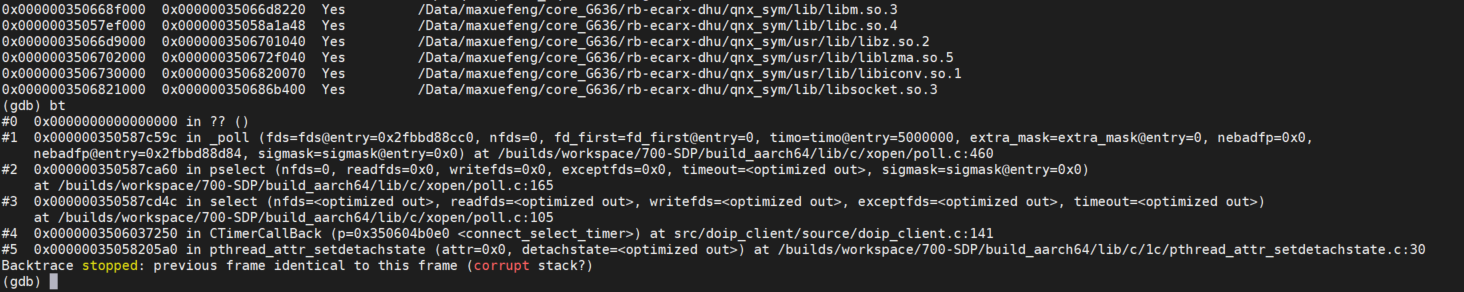 0x000000350668f000  0x00000035066d8220  Yes         /Data/maxuefeng/core_G636/rb-ecarx-dhu/qnx_sym/lib/libm.so.3
0x00000035057ef000  0x00000035058a1a48  Yes         /Data/maxuefeng/core_G636/rb-ecarx-dhu/qnx_sym/lib/libc.so.4
0x00000035066d9000  0x0000003506701040  Yes         /Data/maxuefeng/core_G636/rb-ecarx-dhu/qnx_sym/usr/lib/libz.so.2
0x0000003506702000  0x000000350672f040  Yes         /Data/maxuefeng/core_G636/rb-ecarx-dhu/qnx_sym/usr/lib/liblzma.so.5
0x0000003506730000  0x0000003506820070  Yes         /Data/maxuefeng/core_G636/rb-ecarx-dhu/qnx_sym/usr/lib/libiconv.so.1
0x0000003506821000  0x000000350686b400  Yes         /Data/maxuefeng/core_G636/rb-ecarx-dhu/qnx_sym/lib/libsocket.so.3
(gdb) bt
#0  0x0000000000000000 in ?? ()
#1  0x000000350587c59c in _poll (fds=fds@entry=0x2fbbd88cc0, nfds=0, fd_first=fd_first@entry=0, timo=timo@entry=5000000, extra_mask=extra_mask@entry=0, nebadfp=0x0,
    nebadfp@entry=0x2fbbd88d84, sigmask=sigmask@entry=0x0) at /builds/workspace/700-SDP/build_aarch64/lib/c/xopen/poll.c:460
#2  0x000000350587ca60 in pselect (nfds=0, readfds=0x0, writefds=0x0, exceptfds=0x0, timeout=<optimized out>, sigmask=sigmask@entry=0x0)
    at /builds/workspace/700-SDP/build_aarch64/lib/c/xopen/poll.c:165
#3  0x000000350587cd4c in select (nfds=<optimized out>, readfds=<optimized out>, writefds=<optimized out>, exceptfds=<optimized out>, timeout=<optimized out>)
    at /builds/workspace/700-SDP/build_aarch64/lib/c/xopen/poll.c:105
#4  0x0000003506037250 in CTimerCallBack (p=0x350604b0e0 <connect_select_timer>) at src/doip_client/source/doip_client.c:141
#5  0x00000035058205a0 in pthread_attr_setdetachstate (attr=0x0, detachstate=<optimized out>) at /builds/workspace/700-SDP/build_aarch64/lib/c/1c/pthread_attr_setdetachstate.c:30
Backtrace stopped: previous frame identical to this frame (corrupt stack?)
(gdb)